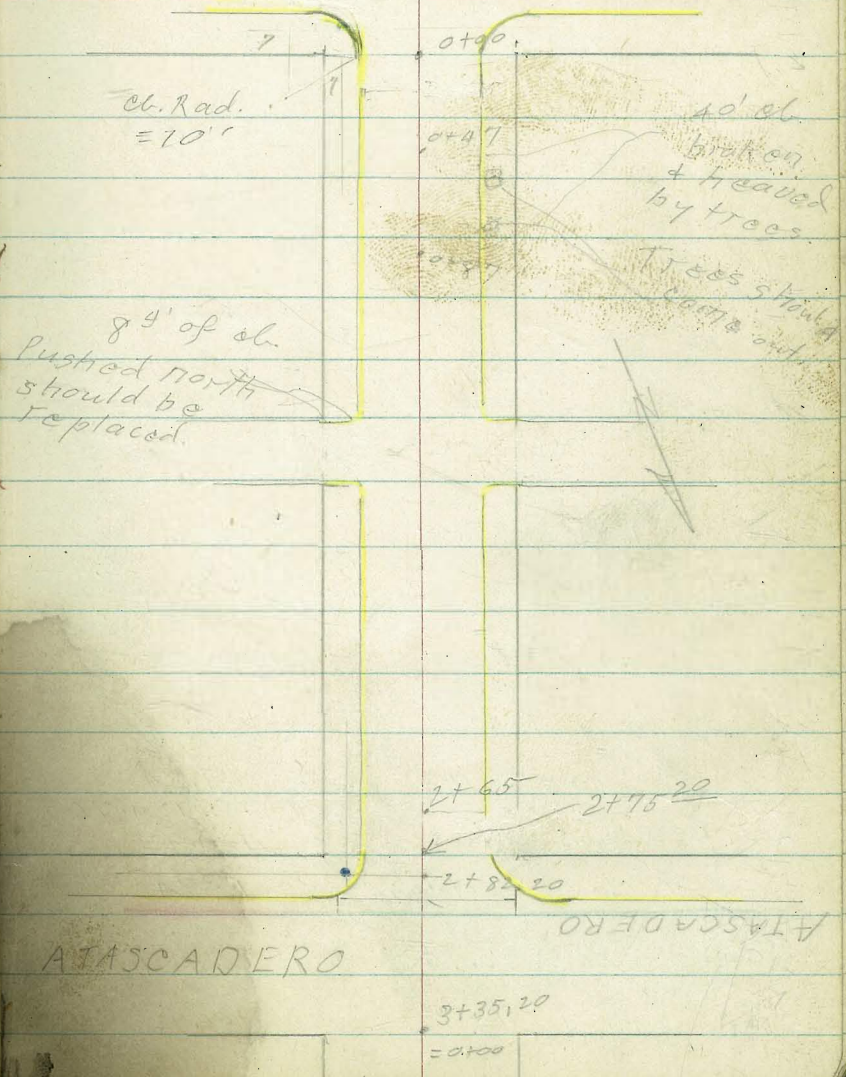 7
0+00
7
cb. Rad.
= 10'
0+47
40' cb
broken
& heaved
by trees
0+87
Trees should
come out.
8 4' of cb.
Pushed north
should be
replaced.
2+65
2+75 20
2+82.20
ATASCADERO
ATASCADERO
3+35.20
= 0+00